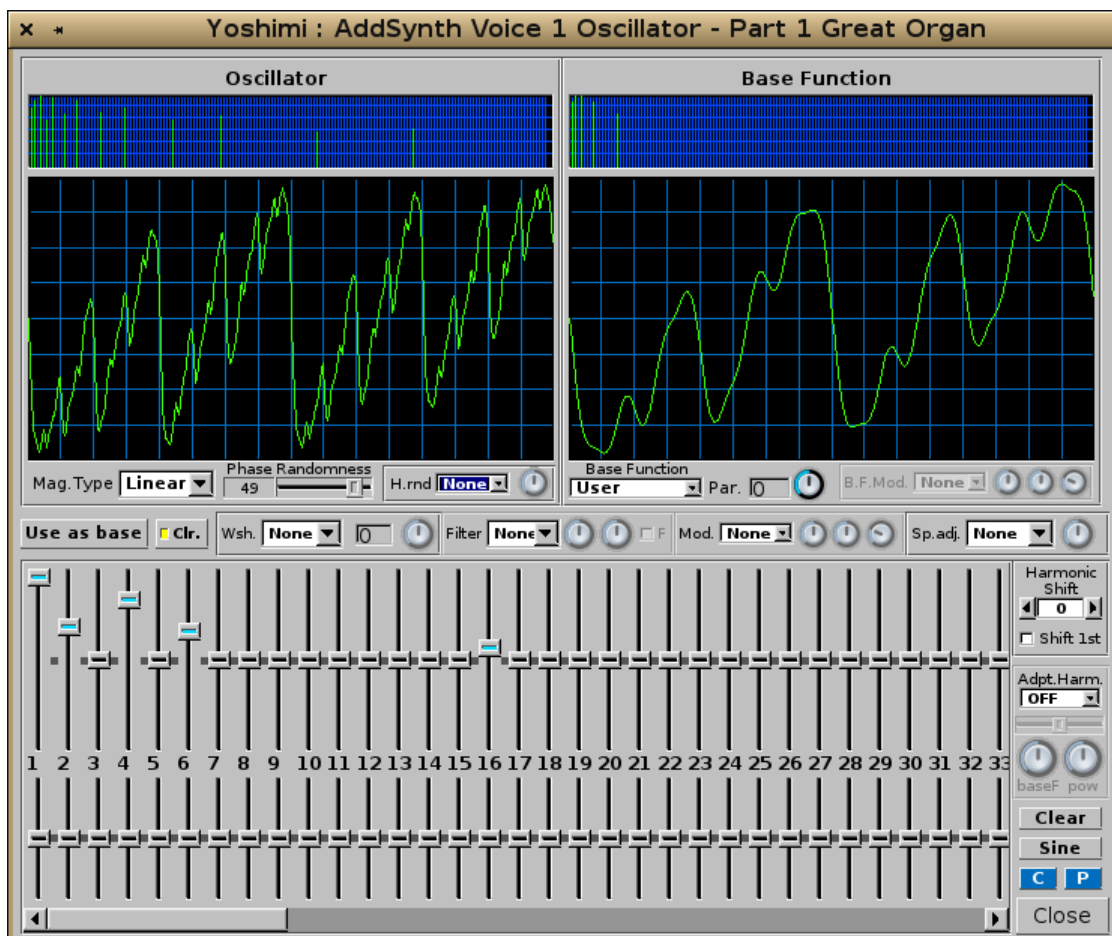 Yoshimi : AddSynth Voice 1 Oscillator - Part 1 Great Organ
Oscillator
Base Function
Mag.Type Linear
Phase Randomness
49
H.rnd None
Base Function
User
Par. 0
B.F.Mod. None
Use as base
Clr.
Wsh. None 0
Filter None
F
Mod. None
Sp.adj. None
Harmonic
Shift
0
Shift 1st
Adpt.Harm.
OFF
baseF pow
1 2 3 4 5 6 7 8 9 10 11 12 13 14 15 16 17 18 19 20 21 22 23 24 25 26 27 28 29 30 31 32 33
Clear
Sine
C P
Close